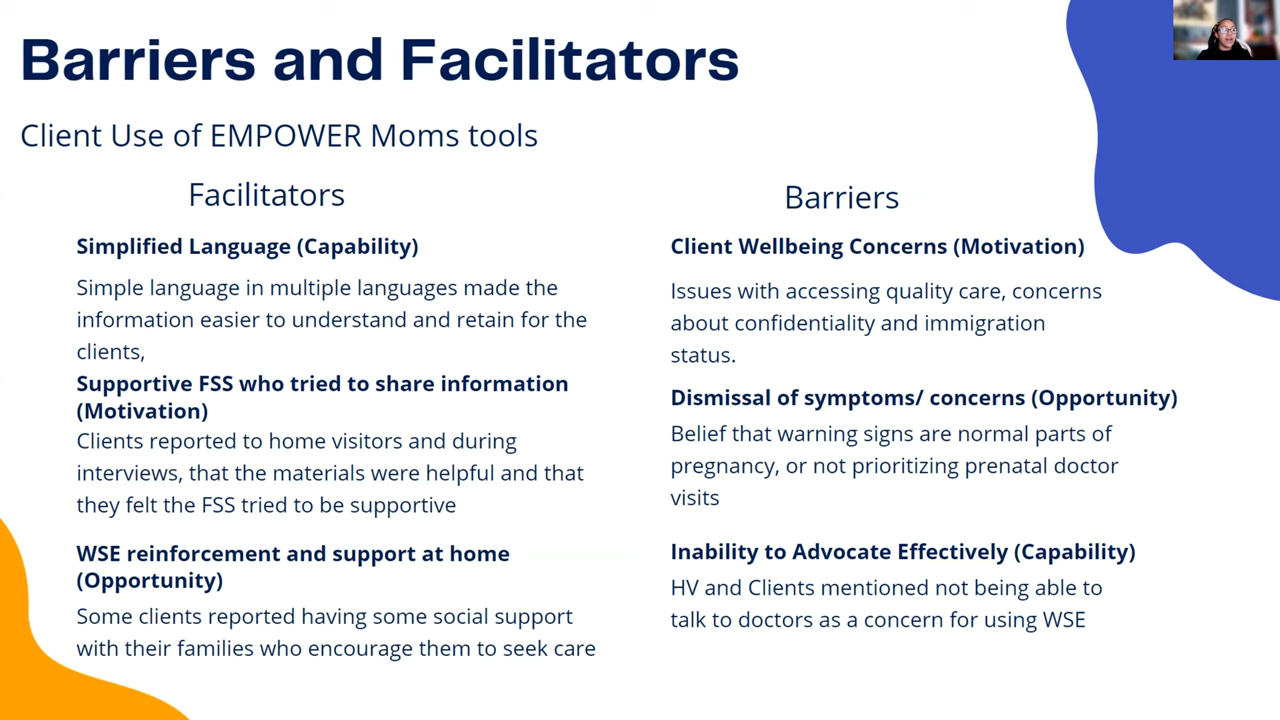 Barriers and Facilitators
Client Use of EMPOWER Moms tools
Facilitators
Simplified Language (Capability)
Simple language in multiple languages made the
information easier to understand and retain for the
clients,
Supportive FSS who tried to share information
(Motivation)
Clients reported to home visitors and during
interviews, that the materials were helpful and that
they felt the FSS tried to be supportive
WSE reinforcement and support at home
(Opportunity)
Some clients reported having some social support
with their families who encourage them to seek care
Barriers
Client Wellbeing Concerns (Motivation)
Issues with accessing quality care, concerns
about confidentiality and immigration
status.
Dismissal of symptoms/ concerns (Opportunity)
Belief that warning signs are normal parts of
pregnancy, or not prioritizing prenatal doctor
visits
Inability to Advocate Effectively (Capability)
HV and Clients mentioned not being able to
talk to doctors as a concern for using WSE